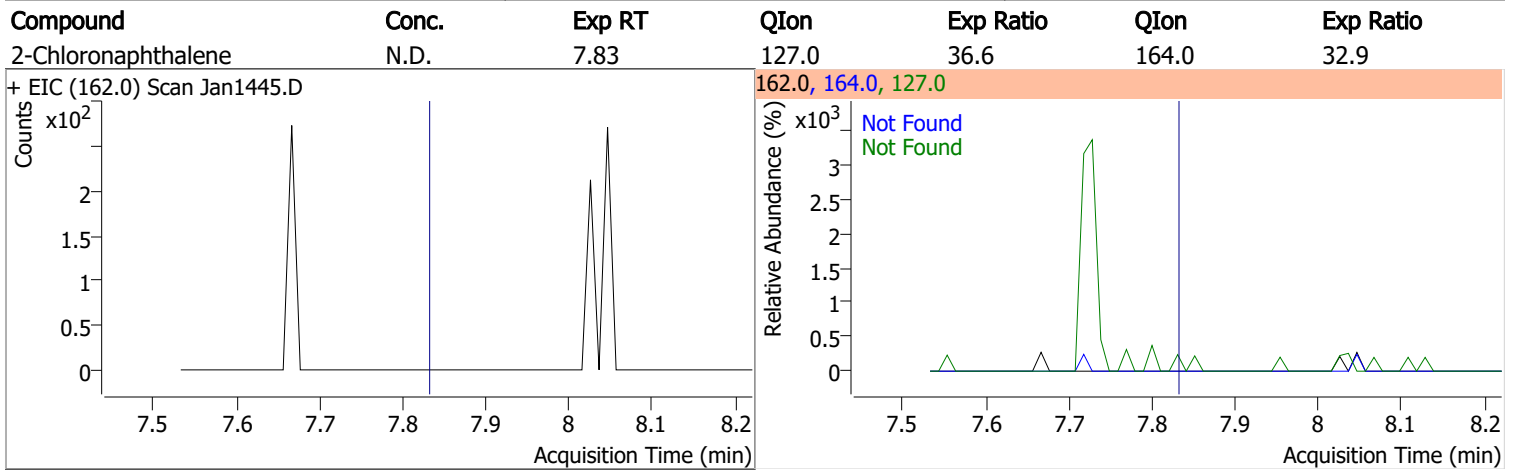 Compound Conc. Exp RT QIon Exp Ratio QIon Exp Ratio
2-Chloronaphthalene N.D. 7.83 127.0 36.6 164.0 32.9
+ EIC (162.0) Scan Jan1445.D
Counts
x10²
2
1.5
1
0.5
0
7.5 7.6 7.7 7.8 7.9 8 8.1 8.2
Acquisition Time (min)
162.0, 164.0, 127.0
Relative Abundance (%)
x10³
Not Found
Not Found
3
2.5
2
1.5
1
0.5
0
7.5 7.6 7.7 7.8 7.9 8 8.1 8.2
Acquisition Time (min)